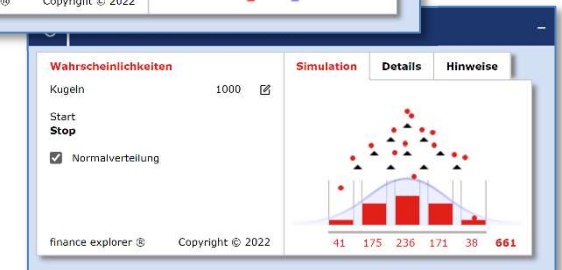 ® Copyright © 2022
Wahrscheinlichkeiten
Kugeln 1000
Start
Stop
Normalverteilung
finance explorer ® Copyright © 2022
Simulation Details Hinweise
41 175 236 171 38 661